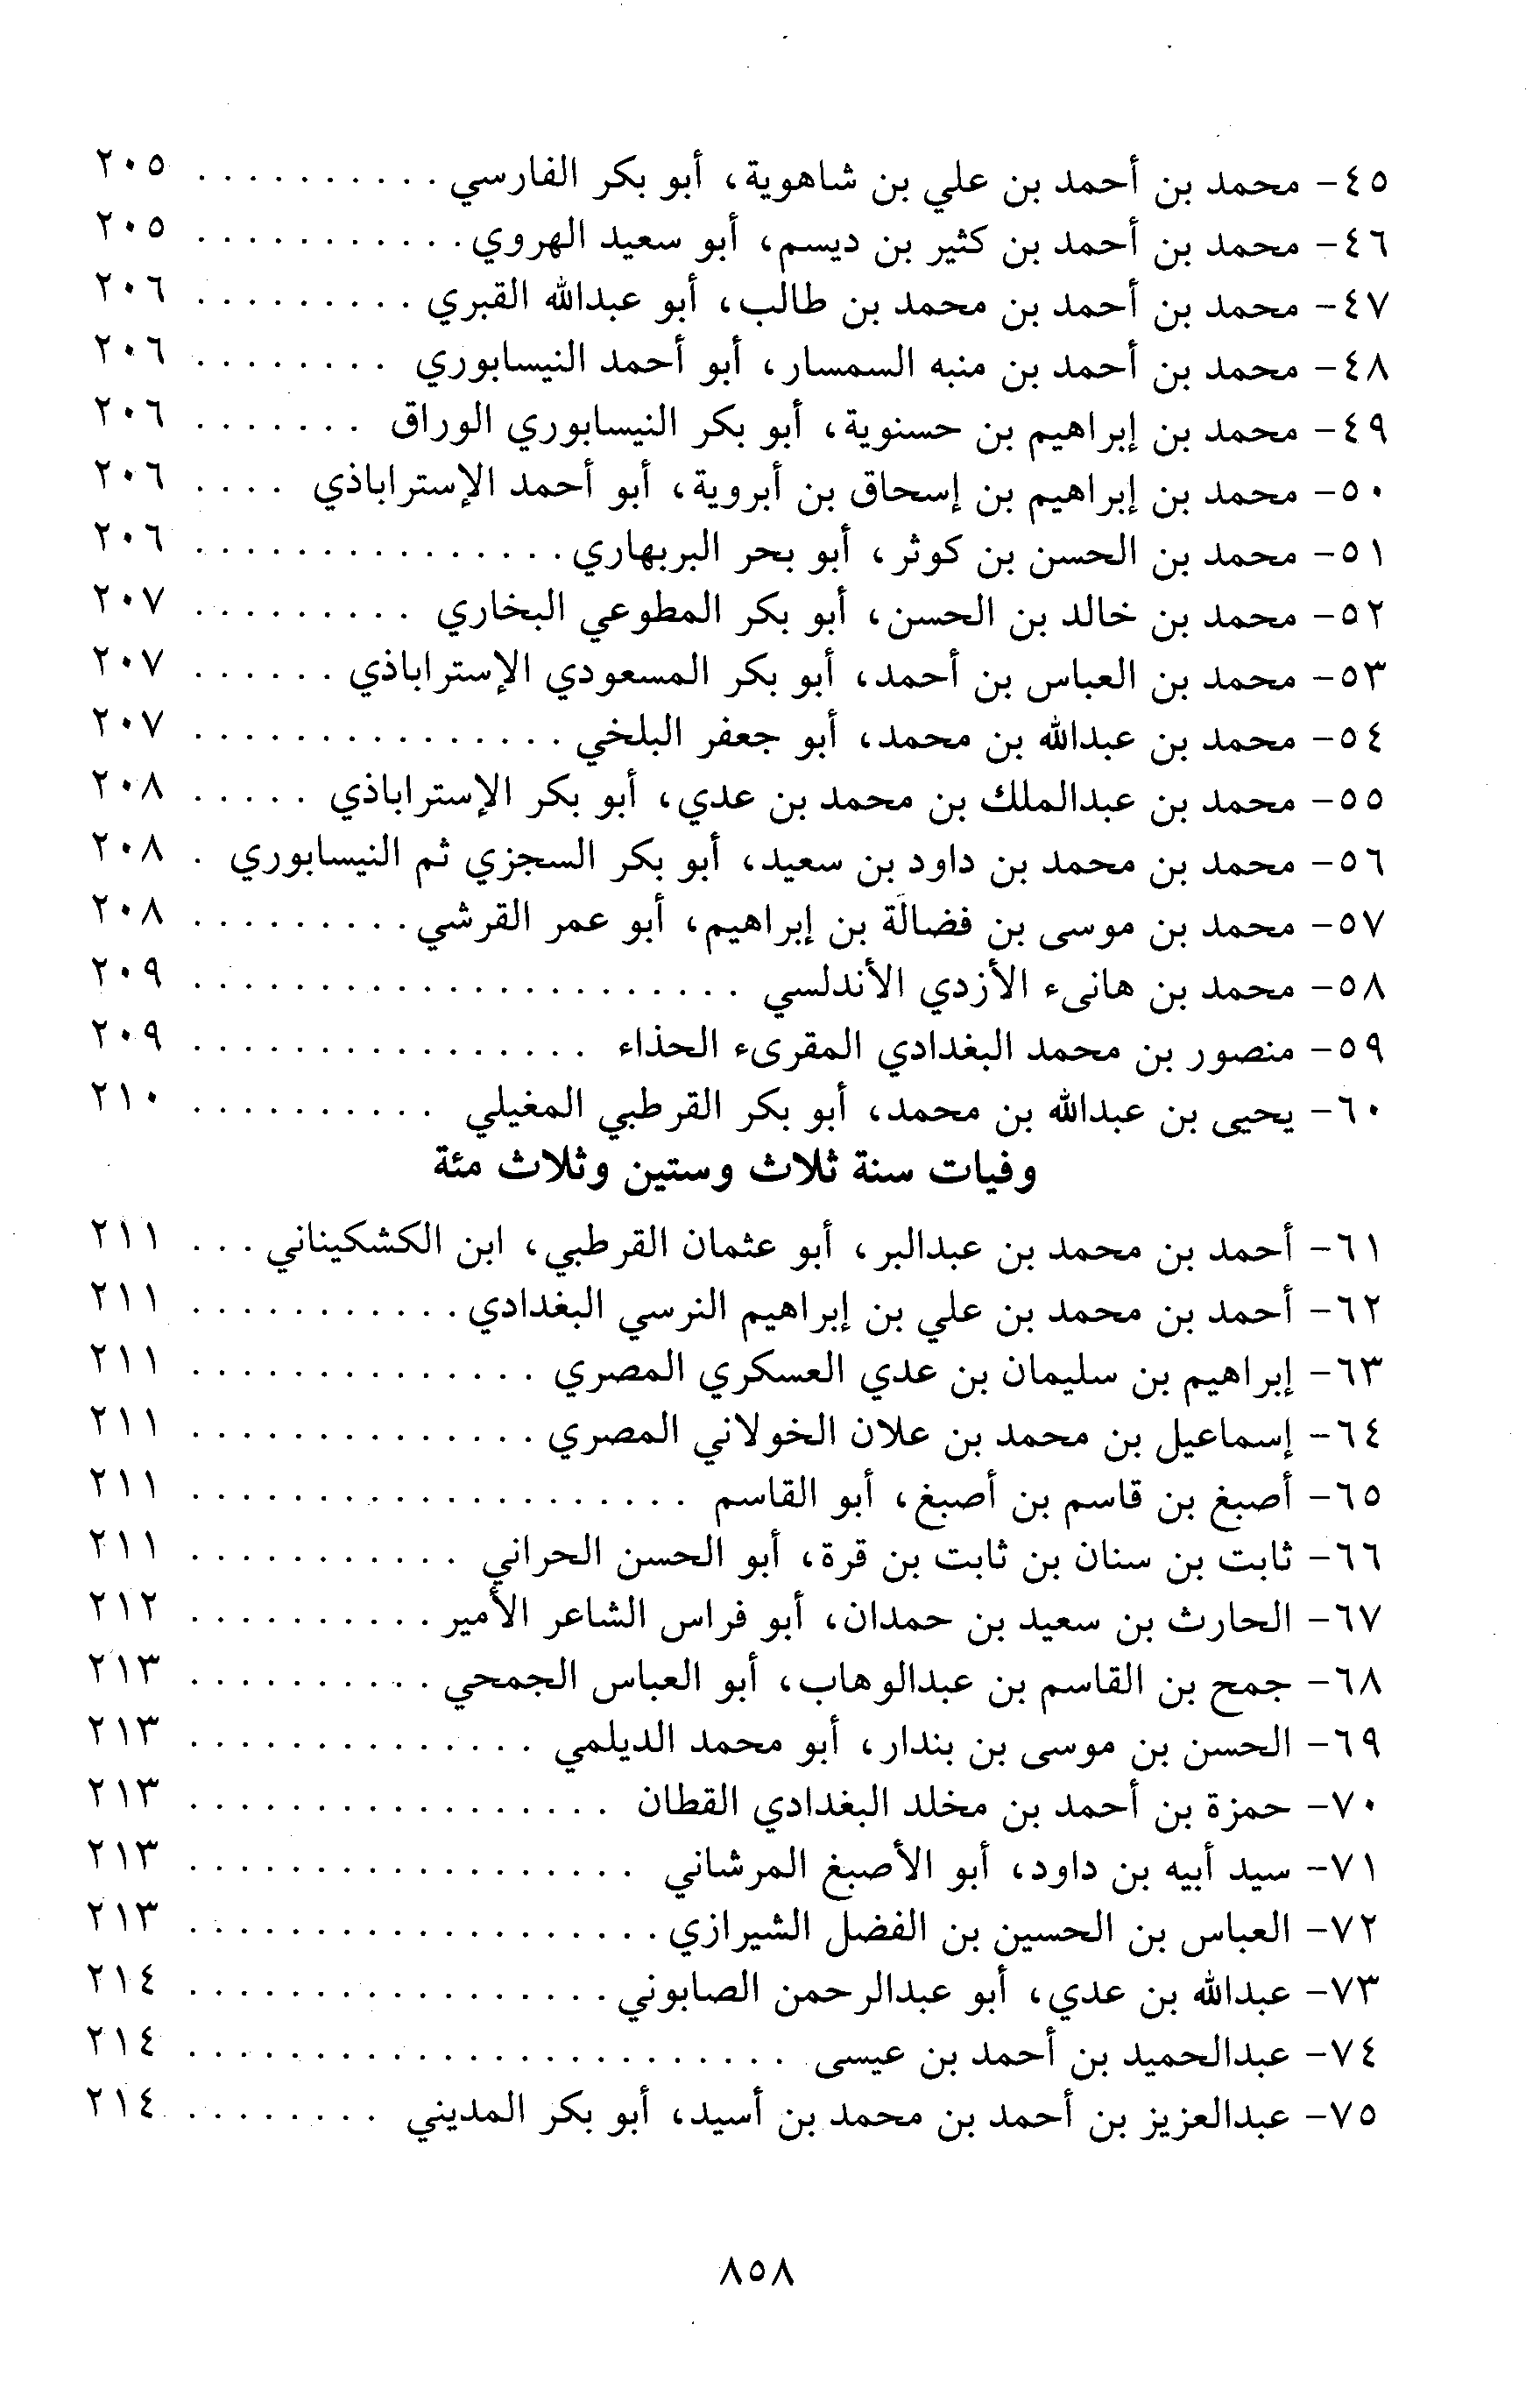 ٤٥- محمد بن أحمد بن علي بن شاهوية، أبو بكر الفارسي . . . . . . . . . . ٢٠٥
٤٦- محمد بن أحمد بن كثير بن ديسم، أبو سعيد الهروي . . . . . . . . . . . ٢٠٥
٤٧- محمد بن أحمد بن محمد بن طالب، أبو عبدالله القبري . . . . . . . . . ٢٠٦
٤٨- محمد بن أحمد بن منبه السمسار، أبو أحمد النيسابوري . . . . . . . . ٢٠٦
٤٩- محمد بن إبراهيم بن حسنوية، أبو بكر النيسابوري الوراق . . . . . . . ٢٠٦
٥٠- محمد بن إبراهيم بن إسحاق بن أبروية، أبو أحمد الإستراباذي . . . . ٢٠٦
٥١- محمد بن الحسن بن كوثر، أبو بحر البربهاري . . . . . . . . . . . . . . . ٢٠٦
٥٢- محمد بن خالد بن الحسن، أبو بكر المطوعي البخاري . . . . . . . . . ٢٠٧
٥٣- محمد بن العباس بن أحمد، أبو بكر المسعودي الإستراباذي . . . . . . ٢٠٧
٥٤- محمد بن عبدالله بن محمد، أبو جعفر البلخي . . . . . . . . . . . . . . . ٢٠٧
٥٥- محمد بن عبدالملك بن محمد بن عدي، أبو بكر الإستراباذي . . . . . ٢٠٨
٥٦- محمد بن محمد بن داود بن سعيد، أبو بكر السجزي ثم النيسابوري . ٢٠٨
٥٧- محمد بن موسى بن فضالَة بن إبراهيم، أبو عمر القرشي . . . . . . . . . ٢٠٨
٥٨- محمد بن هانىء الأزدي الأندلسي . . . . . . . . . . . . . . . . . . . . . . ٢٠٩
٥٩- منصور بن محمد البغدادي المقرىء الحذاء . . . . . . . . . . . . . . . . ٢٠٩
٦٠- يحيى بن عبدالله بن محمد، أبو بكر القرطبي المغيلي . . . . . . . . . . ٢١٠
وفيات سنة ثلاث وستين وثلاث مئة
٦١- أحمد بن محمد بن عبدالبر، أبو عثمان القرطبي، ابن الكشكيناني . . . ٢١١
٦٢- أحمد بن محمد بن علي بن إبراهيم النرسي البغدادي . . . . . . . . . . . ٢١١
٦٣- إبراهيم بن سليمان بن عدي العسكري المصري . . . . . . . . . . . . . . ٢١١
٦٤- إسماعيل بن محمد بن علان الخولاني المصري . . . . . . . . . . . . . . ٢١١
٦٥- أصبغ بن قاسم بن أصبغ، أبو القاسم . . . . . . . . . . . . . . . . . . . . ٢١١
٦٦- ثابت بن سنان بن ثابت بن قرة، أبو الحسن الحراني . . . . . . . . . . . ٢١١
٦٧- الحارث بن سعيد بن حمدان، أبو فراس الشاعر الأمير . . . . . . . . . . ٢١٢
٦٨- جمح بن القاسم بن عبدالوهاب، أبو العباس الجمحي . . . . . . . . . . ٢١٣
٦٩- الحسن بن موسى بن بندار، أبو محمد الديلمي . . . . . . . . . . . . . . ٢١٣
٧٠- حمزة بن أحمد بن مخلد البغدادي القطان . . . . . . . . . . . . . . . . . ٢١٣
٧١- سيد أبيه بن داود، أبو الأصبغ المرشاني . . . . . . . . . . . . . . . . . . ٢١٣
٧٢- العباس بن الحسين بن الفضل الشيرازي . . . . . . . . . . . . . . . . . . . ٢١٣
٧٣- عبدالله بن عدي، أبو عبدالرحمن الصابوني . . . . . . . . . . . . . . . . . ٢١٤
٧٤- عبدالحميد بن أحمد بن عيسى . . . . . . . . . . . . . . . . . . . . . . . . ٢١٤
٧٥- عبدالعزيز بن أحمد بن محمد بن أسيد، أبو بكر المديني . . . . . . . . ٢١٤
٨٥٨